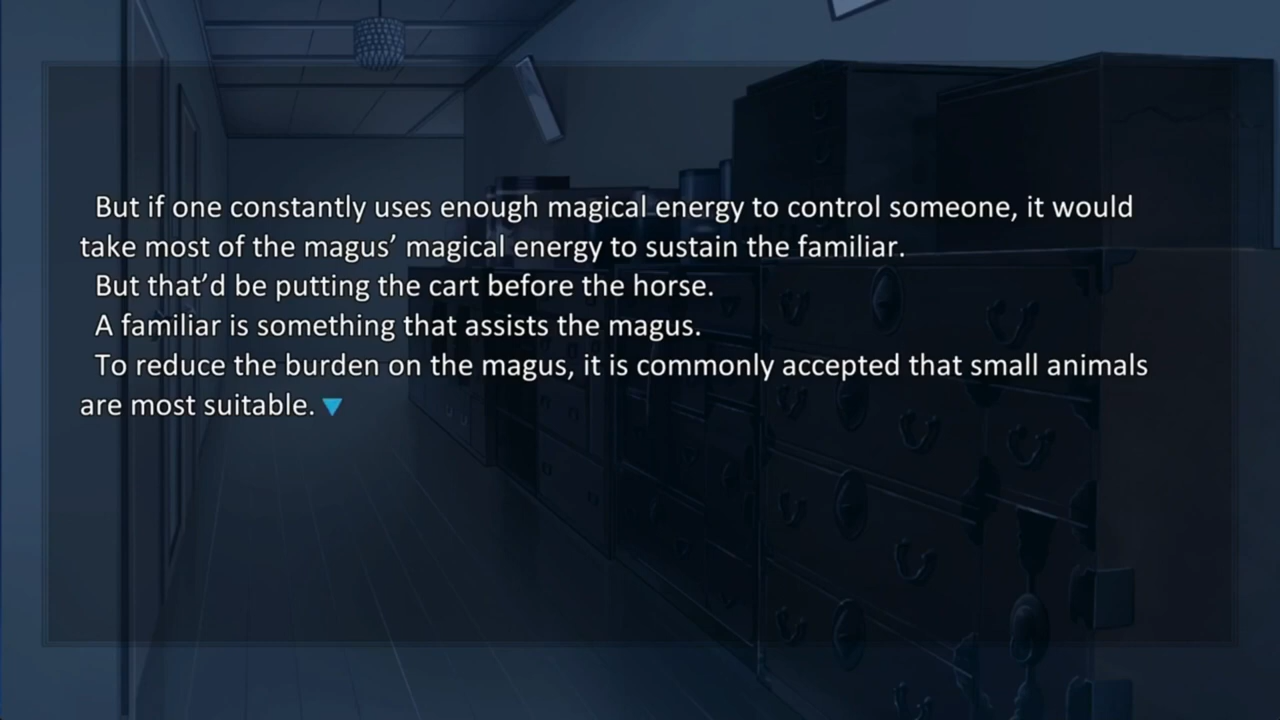 But if one constantly uses enough magical energy to control someone, it would
take most of the magus’ magical energy to sustain the familiar.
But that’d be putting the cart before the horse.
A familiar is something that assists the magus.
To reduce the burden on the magus, it is commonly accepted that small animals
are most suitable.